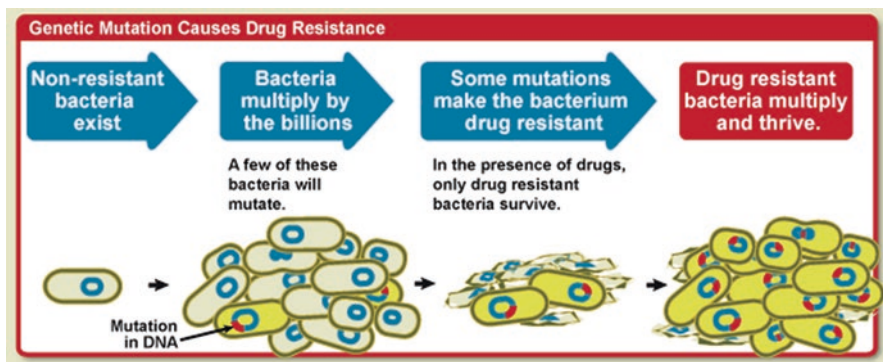 Genetic Mutation Causes Drug Resistance
Non-resistant
bacteria
exist
Bacteria
multiply by
the billions
Some mutations
make the bacterium
drug resistant
Drug resistant
bacteria multiply
and thrive.
A few of these
bacteria will
mutate.
In the presence of drugs,
only drug resistant
bacteria survive.
Mutation
in DNA